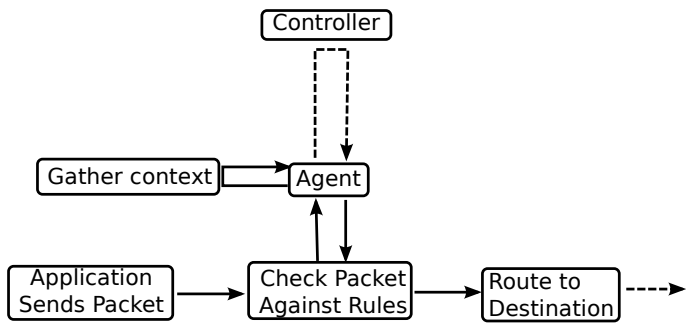 Controller
Gather context
Agent
Application
Sends Packet
Check Packet
Against Rules
Route to
Destination